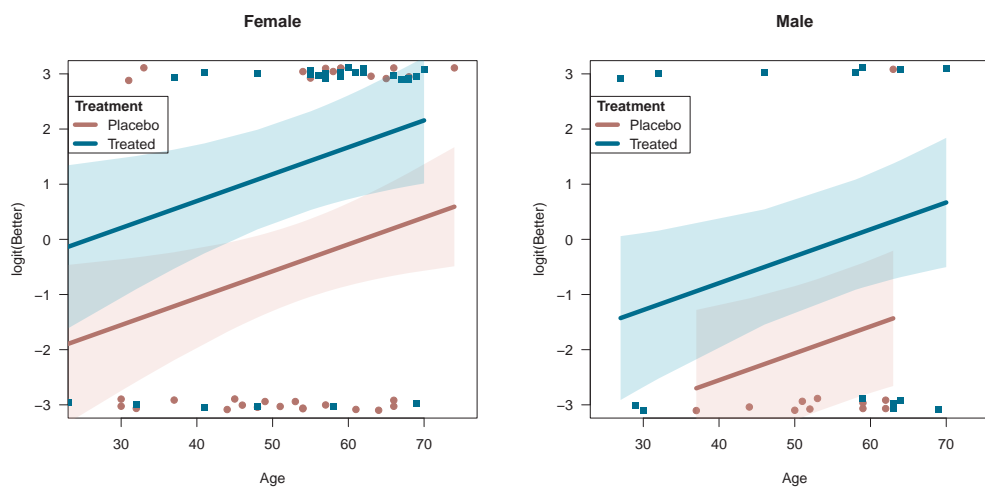 Female
3
2
1
0
−1
−2
−3
logit(Better)
Treatment
Placebo
Treated
30 40 50 60 70
Age
Male
3
2
1
0
−1
−2
−3
logit(Better)
Treatment
Placebo
Treated
30 40 50 60 70
Age